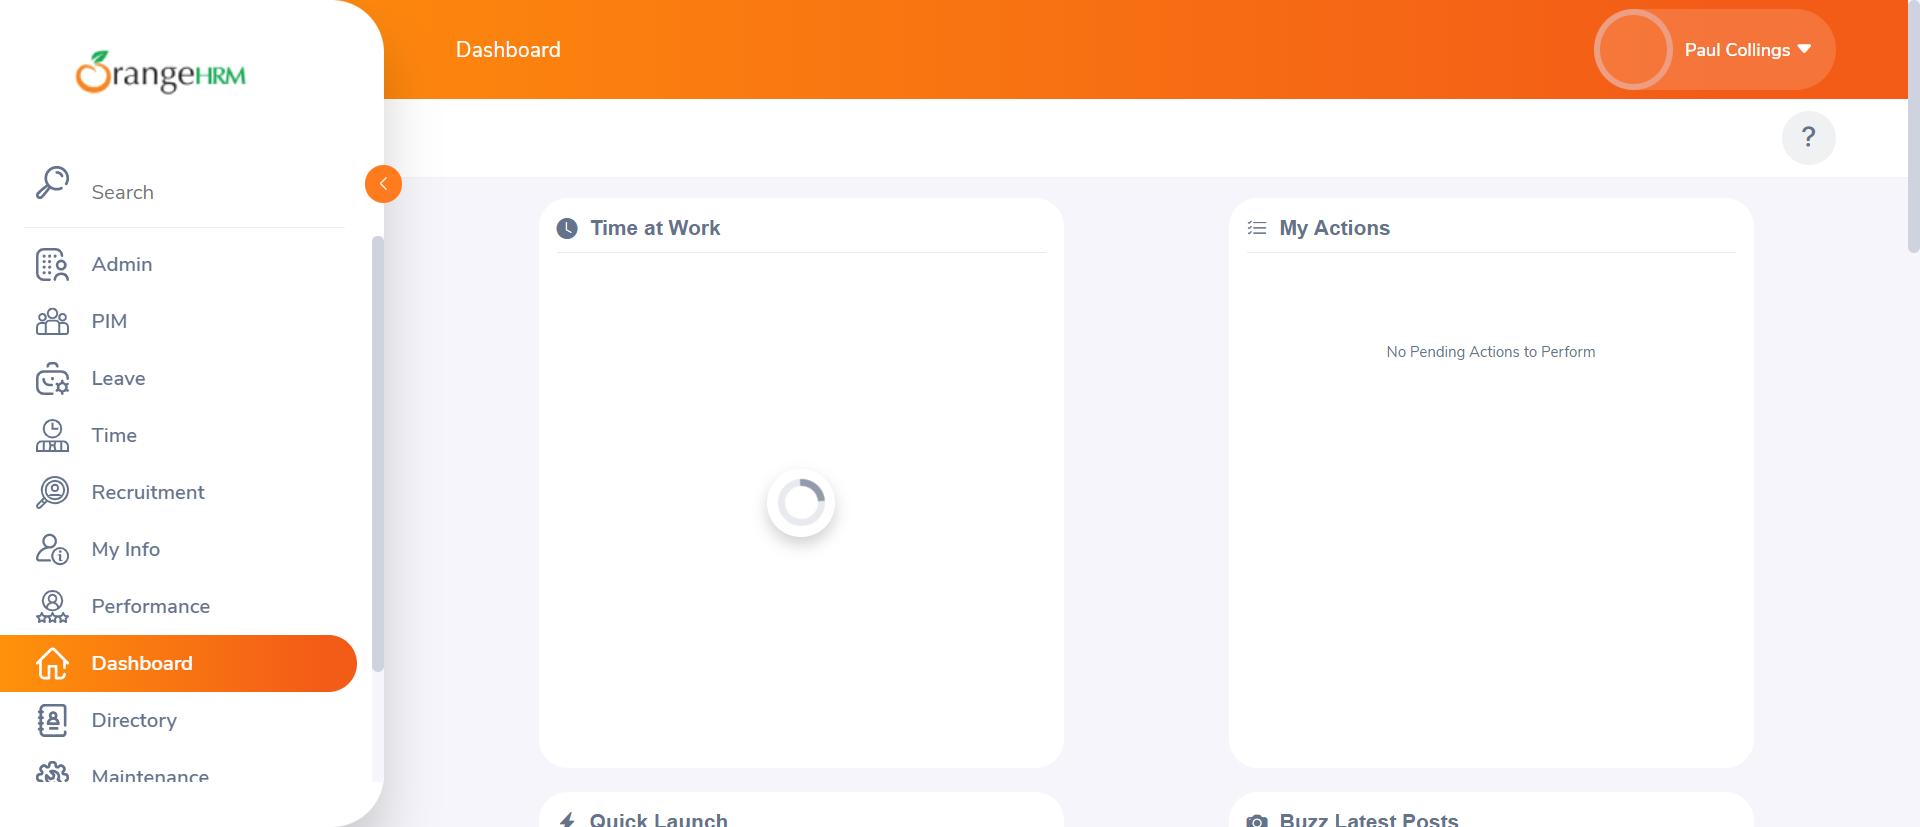 OrangeHRM
Dashboard
Paul Collings
?
Search
Admin
PIM
Leave
Time
Recruitment
My Info
Performance
Dashboard
Directory
Maintenance
Time at Work
My Actions
No Pending Actions to Perform
Quick Launch
Buzz Latest Posts